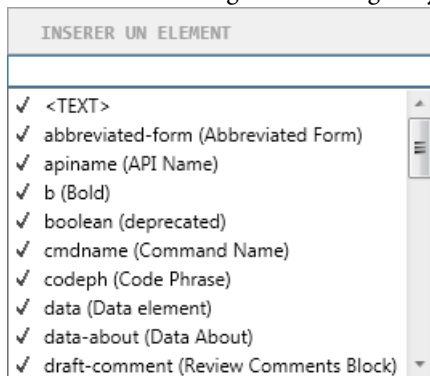 INSERER UN ELEMENT
<TEXT>
abbreviated-form (Abbreviated Form)
apiname (API Name)
b (Bold)
boolean (deprecated)
cmdname (Command Name)
codeph (Code Phrase)
data (Data element)
data-about (Data About)
draft-comment (Review Comments Block)